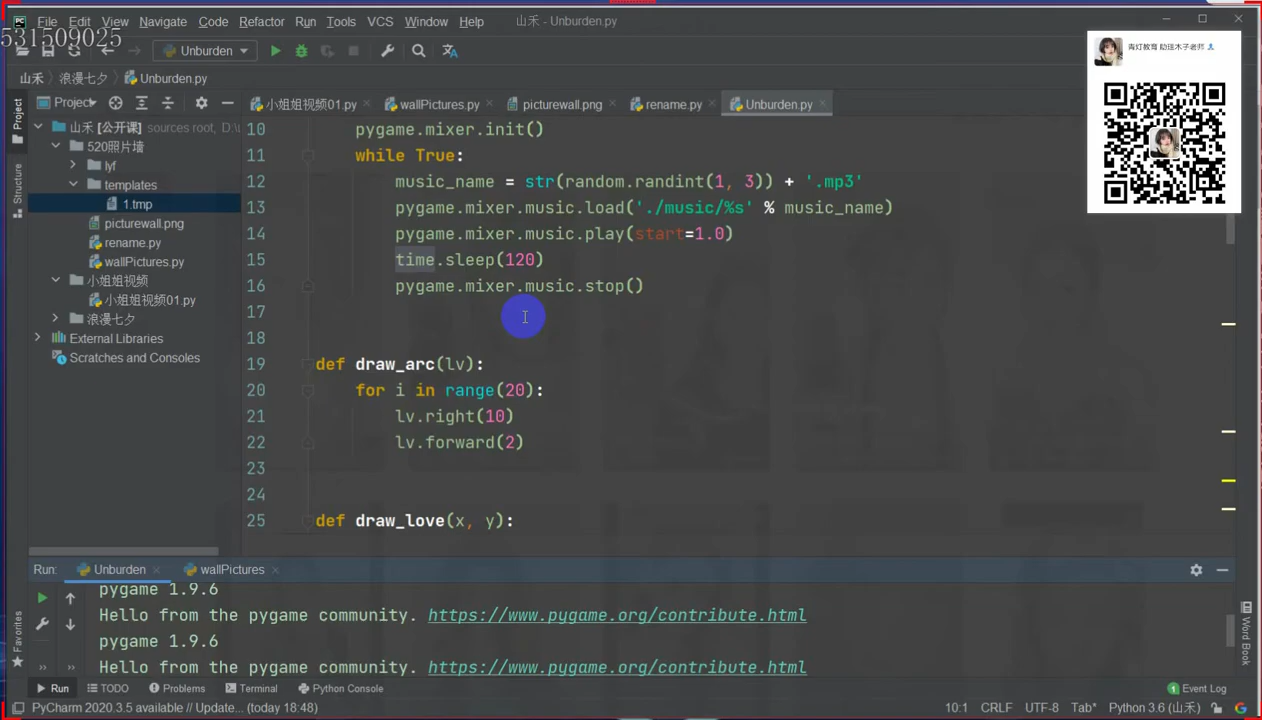 File Edit View Navigate Code Refactor Run Tools VCS Window Help 山禾 - Unburden.py
531509025
Unburden
山禾 浪漫七夕 Unburden.py
青灯教育 助理木子老师
Project
小姐姐视频01.py wallPictures.py picturewall.png rename.py Unburden.py
山禾 [公开课] sources root, D:\
520照片墙
lyf
templates
1.tmp
picturewall.png
rename.py
wallPictures.py
小姐姐视频
小姐姐视频01.py
浪漫七夕
External Libraries
Scratches and Consoles
10 pygame.mixer.init()
11 while True:
12 music_name = str(random.randint(1, 3)) + '.mp3'
13 pygame.mixer.music.load('./music/%s' % music_name)
14 pygame.mixer.music.play(start=1.0)
15 time.sleep(120)
16 pygame.mixer.music.stop()
17
18
19 def draw_arc(lv):
20 for i in range(20):
21 lv.right(10)
22 lv.forward(2)
23
24
25 def draw_love(x, y):
Project
Structure
Favorites
Word Book
Run: Unburden wallPictures
pygame 1.9.6
Hello from the pygame community. https://www.pygame.org/contribute.html
pygame 1.9.6
Hello from the pygame community. https://www.pygame.org/contribute.html
Run TODO Problems Terminal Python Console 1 Event Log
PyCharm 2020.3.5 available // Update... (today 18:48) 10:1 CRLF UTF-8 Tab* Python 3.6 (山禾)